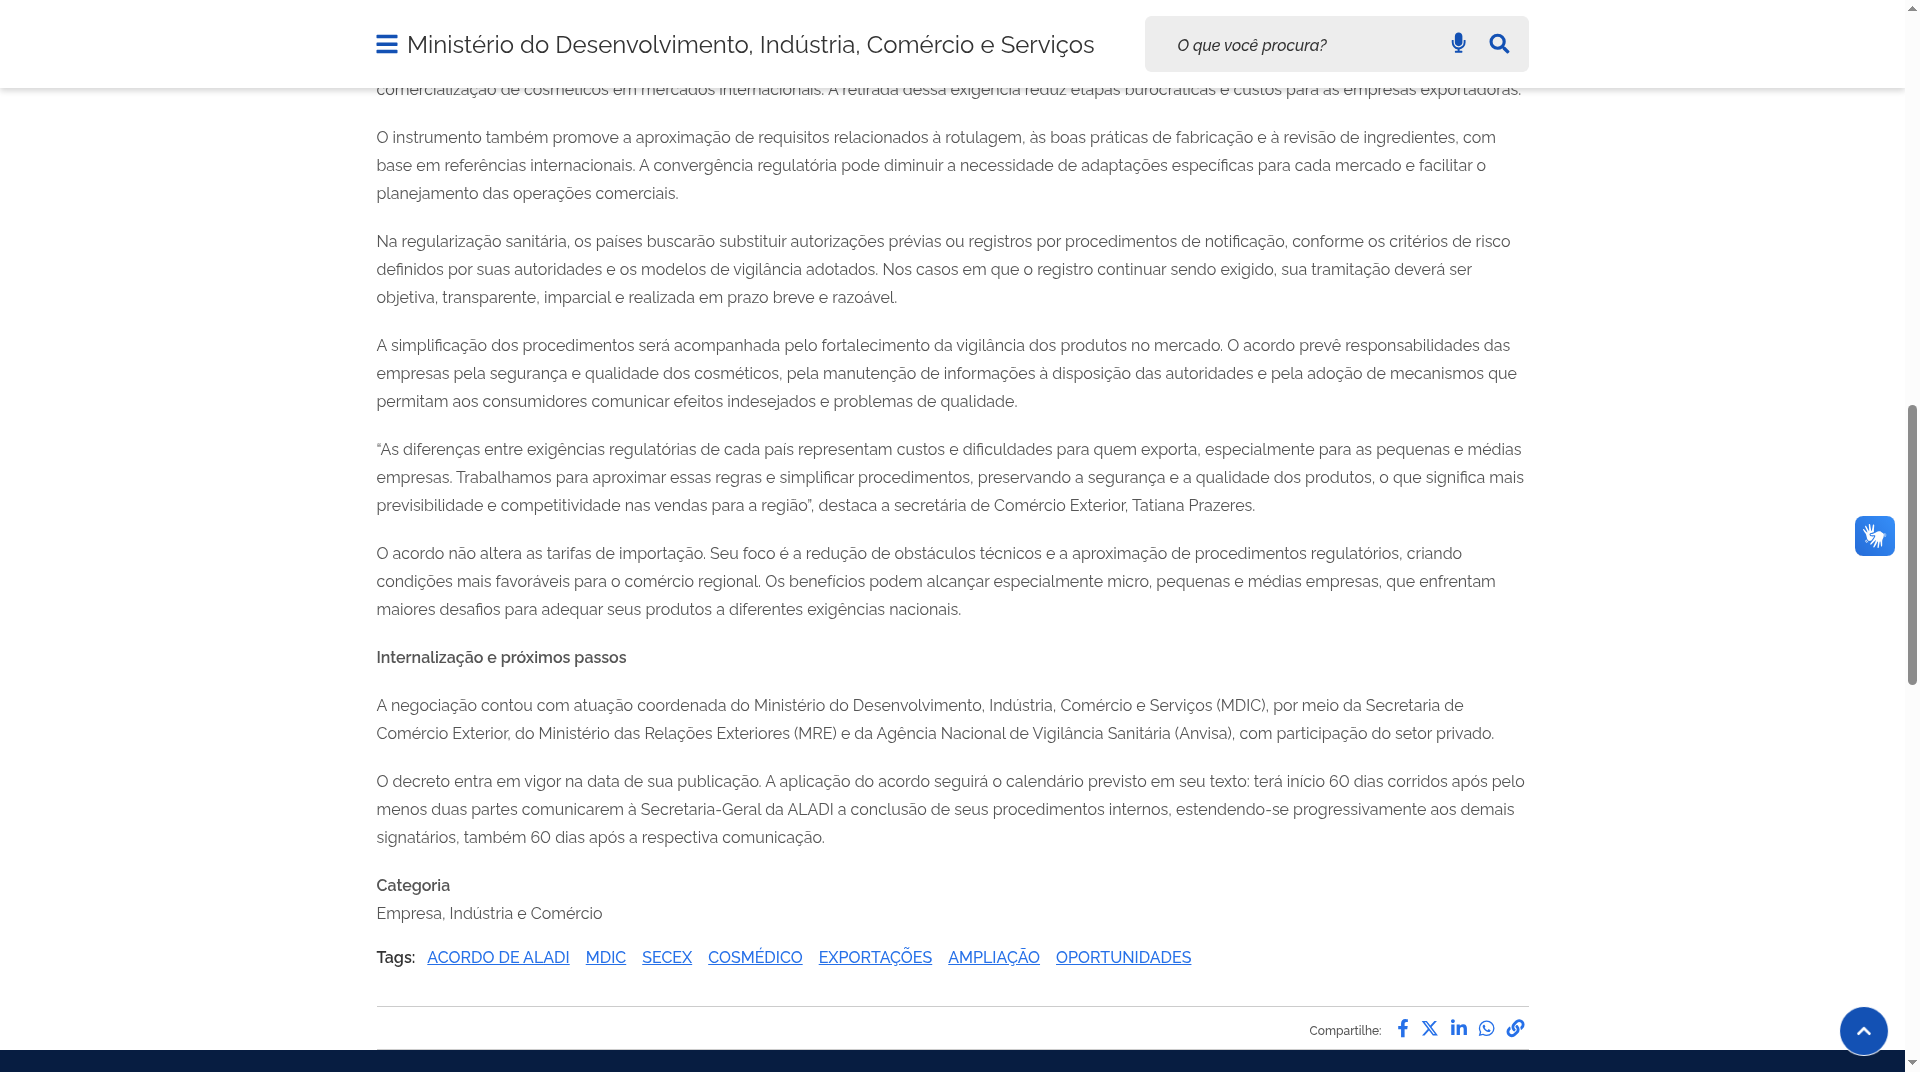 Ministério do Desenvolvimento, Indústria, Comércio e Serviços
O que você procura?
comercialização de cosméticos em mercados internacionais. A retirada dessa exigência reduz etapas burocráticas e custos para as empresas exportadoras.
O instrumento também promove a aproximação de requisitos relacionados à rotulagem, às boas práticas de fabricação e à revisão de ingredientes, com
base em referências internacionais. A convergência regulatória pode diminuir a necessidade de adaptações específicas para cada mercado e facilitar o
planejamento das operações comerciais.
Na regularização sanitária, os países buscarão substituir autorizações prévias ou registros por procedimentos de notificação, conforme os critérios de risco
definidos por suas autoridades e os modelos de vigilância adotados. Nos casos em que o registro continuar sendo exigido, sua tramitação deverá ser
objetiva, transparente, imparcial e realizada em prazo breve e razoável.
A simplificação dos procedimentos será acompanhada pelo fortalecimento da vigilância dos produtos no mercado. O acordo prevê responsabilidades das
empresas pela segurança e qualidade dos cosméticos, pela manutenção de informações à disposição das autoridades e pela adoção de mecanismos que
permitam aos consumidores comunicar efeitos indesejados e problemas de qualidade.
“As diferenças entre exigências regulatórias de cada país representam custos e dificuldades para quem exporta, especialmente para as pequenas e médias
empresas. Trabalhamos para aproximar essas regras e simplificar procedimentos, preservando a segurança e a qualidade dos produtos, o que significa mais
previsibilidade e competitividade nas vendas para a região”, destaca a secretária de Comércio Exterior, Tatiana Prazeres.
O acordo não altera as tarifas de importação. Seu foco é a redução de obstáculos técnicos e a aproximação de procedimentos regulatórios, criando
condições mais favoráveis para o comércio regional. Os benefícios podem alcançar especialmente micro, pequenas e médias empresas, que enfrentam
maiores desafios para adequar seus produtos a diferentes exigências nacionais.
Internalização e próximos passos
A negociação contou com atuação coordenada do Ministério do Desenvolvimento, Indústria, Comércio e Serviços (MDIC), por meio da Secretaria de
Comércio Exterior, do Ministério das Relações Exteriores (MRE) e da Agência Nacional de Vigilância Sanitária (Anvisa), com participação do setor privado.
O decreto entra em vigor na data de sua publicação. A aplicação do acordo seguirá o calendário previsto em seu texto: terá início 60 dias corridos após pelo
menos duas partes comunicarem à Secretaria-Geral da ALADI a conclusão de seus procedimentos internos, estendendo-se progressivamente aos demais
signatários, também 60 dias após a respectiva comunicação.
Categoria
Empresa, Indústria e Comércio
Tags: ACORDO DE ALADI MDIC SECEX COSMÉDICO EXPORTAÇÕES AMPLIAÇÃO OPORTUNIDADES
Compartilhe: